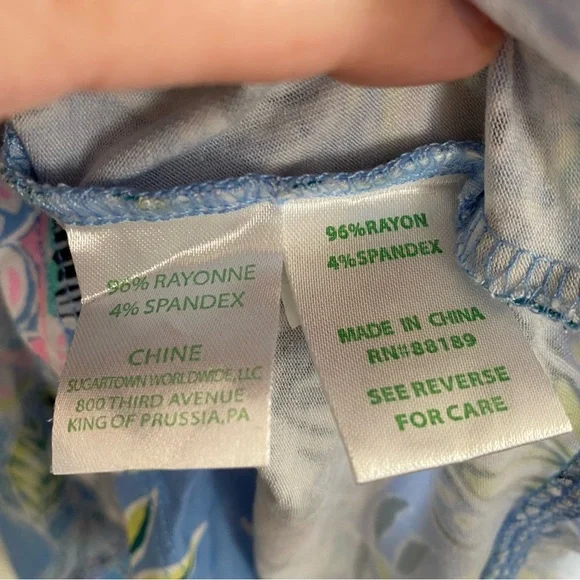 96% RAYONNE
4% SPANDEX
CHINE
SUGARTOWN WORLDWIDE, LLC
800 THIRD AVENUE
KING OF PRUSSIA, PA
96%RAYON
4%SPANDEX
MADE IN CHINA
RN#88189
SEE REVERSE
FOR CARE